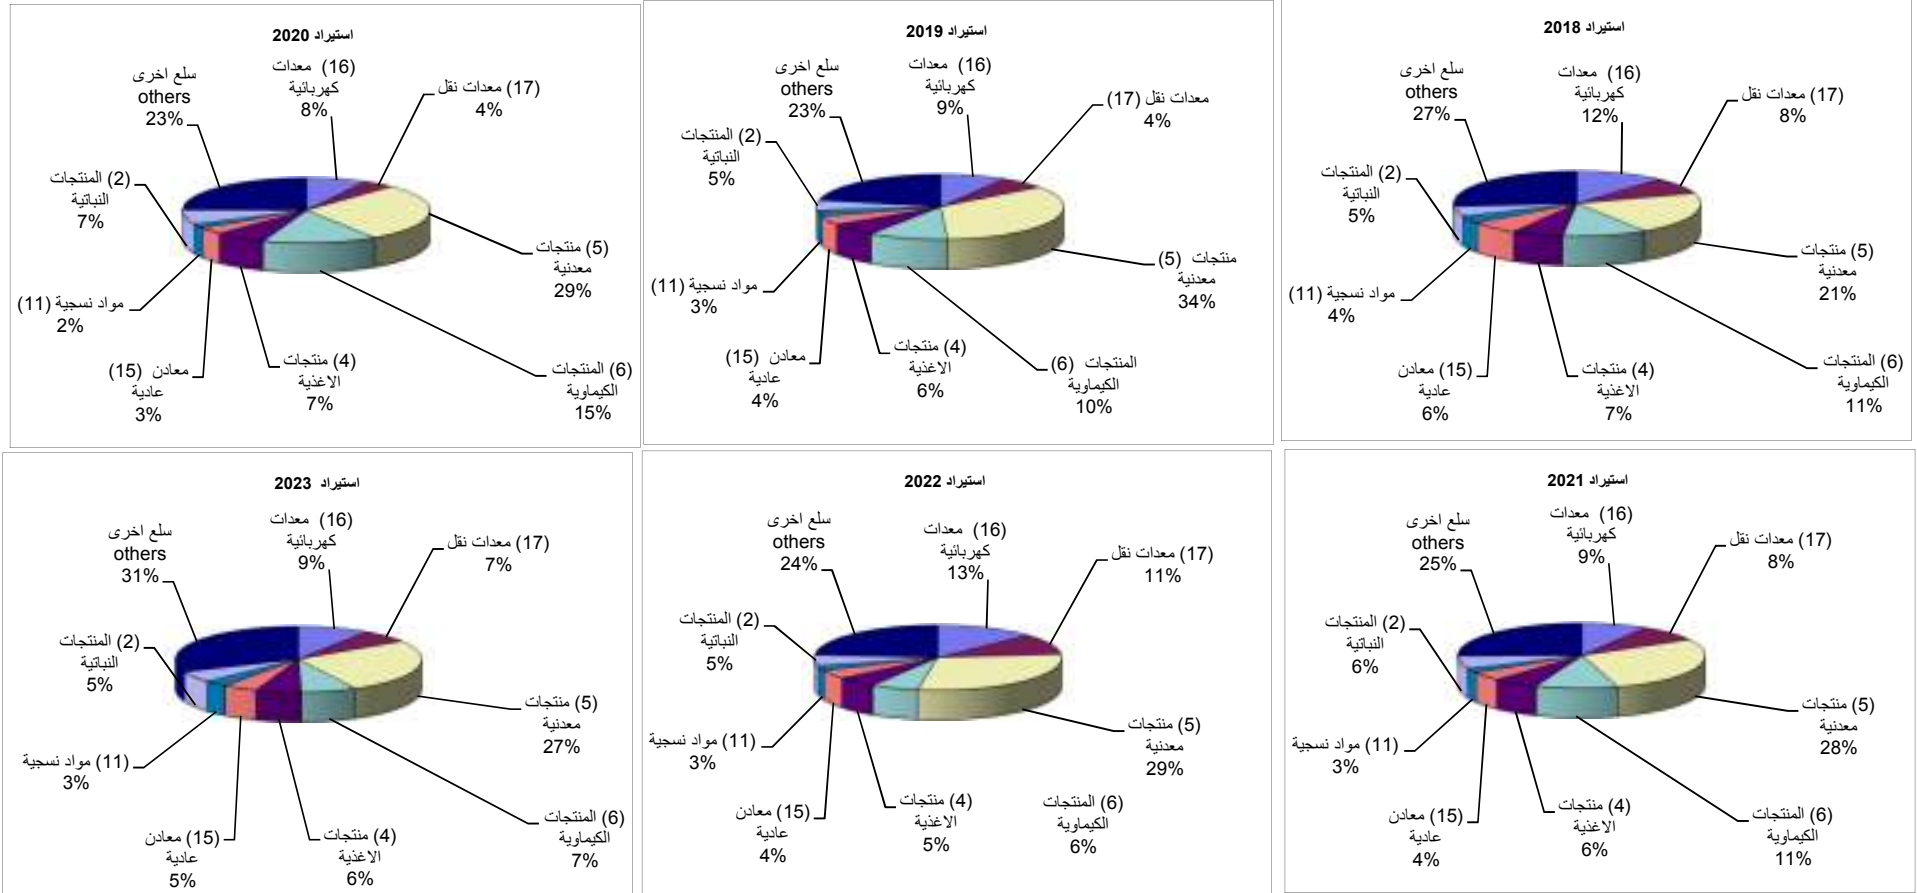 استيراد 2018
(16) معدات
كهربائية
12%
(17) معدات نقل
8%
(5) منتجات
معدنية
21%
(6) المنتجات
الكيماوية
11%
(4) منتجات
الاغذية
7%
(15) معادن
عادية
6%
مواد نسجية (11)
4%
(2) المنتجات
النباتية
5%
سلع اخرى
others
27%
استيراد 2019
(16) معدات
كهربائية
9%
معدات نقل (17)
4%
منتجات (5)
معدنية
34%
المنتجات (6)
الكيماوية
10%
(4) منتجات
الاغذية
6%
معادن (15)
عادية
4%
مواد نسجية (11)
3%
(2) المنتجات
النباتية
5%
سلع اخرى
others
23%
استيراد 2020
(16) معدات
كهربائية
8%
(17) معدات نقل
4%
(5) منتجات
معدنية
29%
(6) المنتجات
الكيماوية
15%
(4) منتجات
الاغذية
7%
معادن (15)
عادية
3%
مواد نسجية (11)
2%
(2) المنتجات
النباتية
7%
سلع اخرى
others
23%
استيراد 2021
(16) معدات
كهربائية
9%
(17) معدات نقل
8%
(5) منتجات
معدنية
28%
(6) المنتجات
الكيماوية
11%
(4) منتجات
الاغذية
6%
(15) معادن
عادية
4%
(11) مواد نسجية
3%
(2) المنتجات
النباتية
6%
سلع اخرى
others
25%
استيراد 2022
(16) معدات
كهربائية
13%
(17) معدات نقل
11%
(5) منتجات
معدنية
29%
(6) المنتجات
الكيماوية
6%
(4) منتجات
الاغذية
5%
(15) معادن
عادية
4%
(11) مواد نسجية
3%
(2) المنتجات
النباتية
5%
سلع اخرى
others
24%
استيراد 2023
(16) معدات
كهربائية
9%
(17) معدات نقل
7%
(5) منتجات
معدنية
27%
(6) المنتجات
الكيماوية
7%
(4) منتجات
الاغذية
6%
(15) معادن
عادية
5%
(11) مواد نسجية
3%
(2) المنتجات
النباتية
5%
سلع اخرى
others
31%